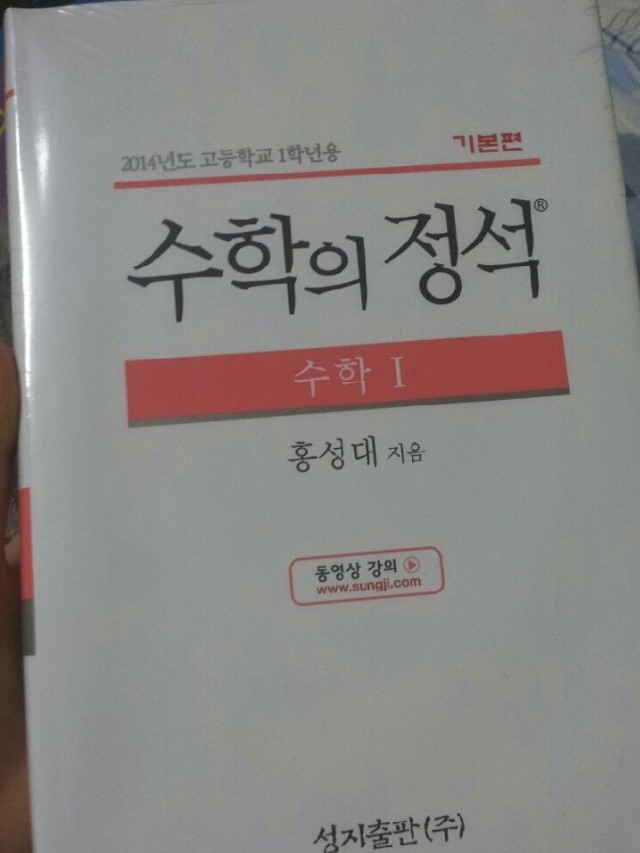 2014년도 고등학교 1학년용
기본편
수학의 정석®
수학 I
홍성대 지음
동영상 강의
www.sungji.com
성지출판(주)